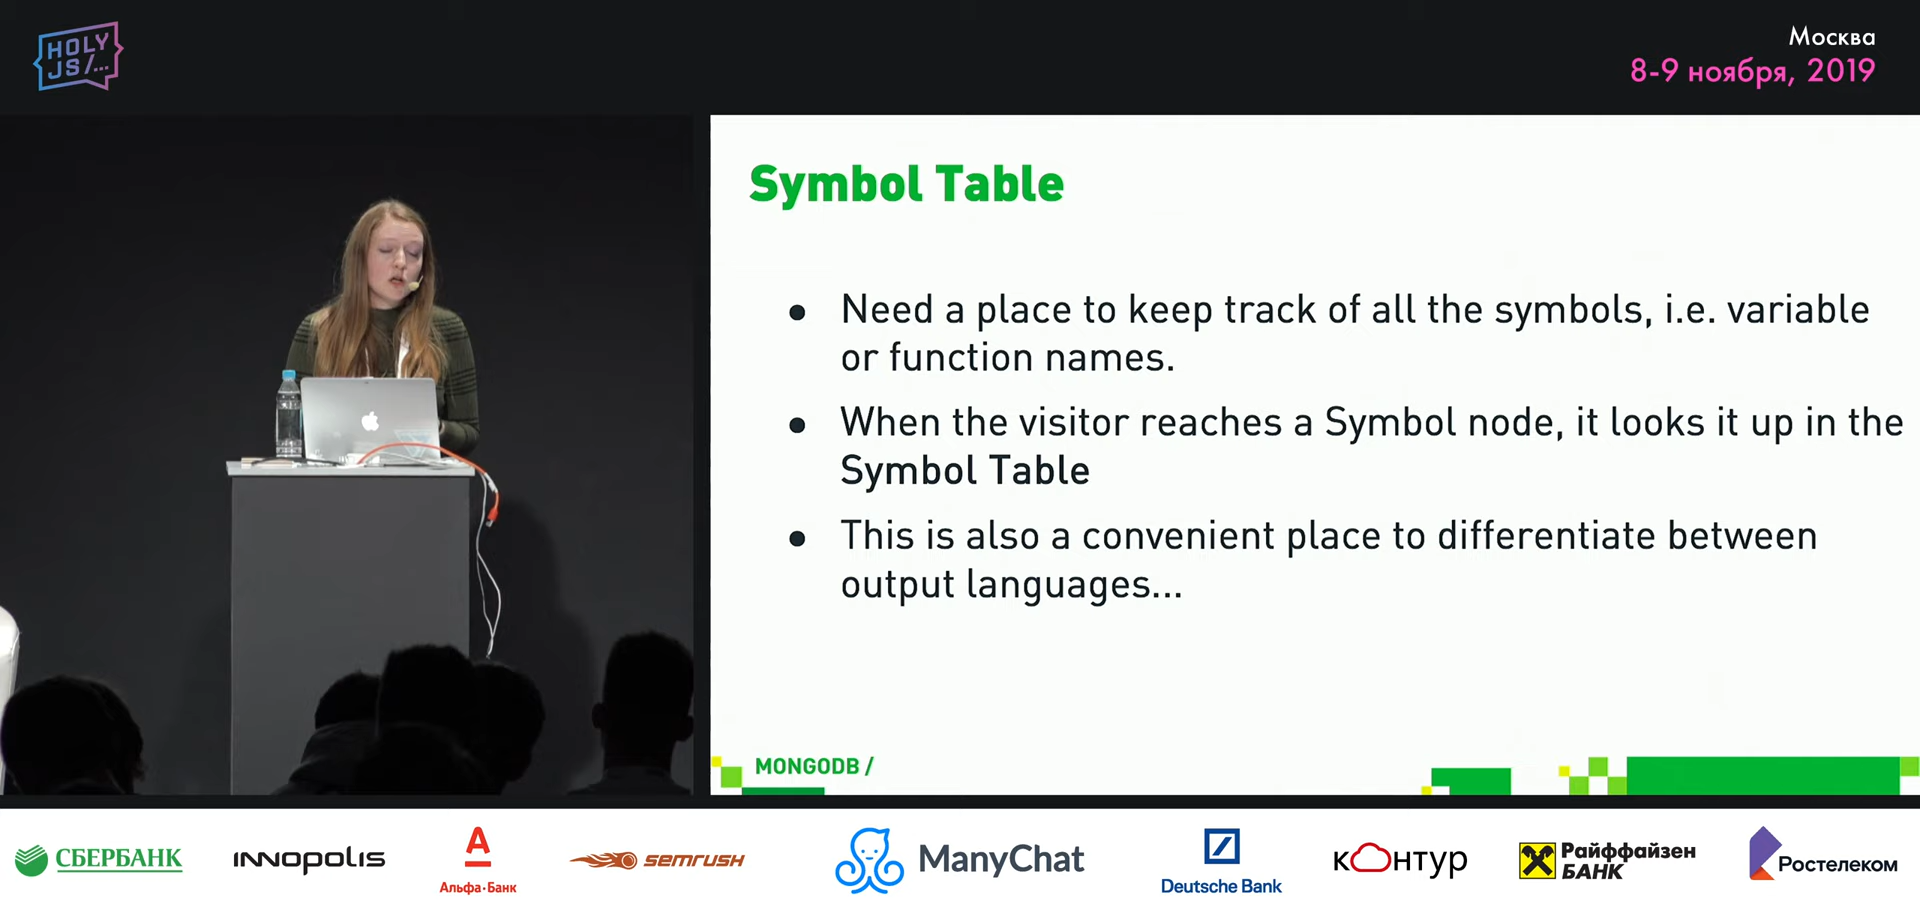 HOLY
JS/...
Москва
8-9 ноября, 2019
Symbol Table
● Need a place to keep track of all the symbols, i.e. variable
or function names.
● When the visitor reaches a Symbol node, it looks it up in the
Symbol Table
● This is also a convenient place to differentiate between
output languages...
MONGODB /
СБЕРБАНК
INNOPOLIS
Альфа·Банк
semrush
ManyChat
Deutsche Bank
контур
Райффайзен
БАНК
Ростелеком